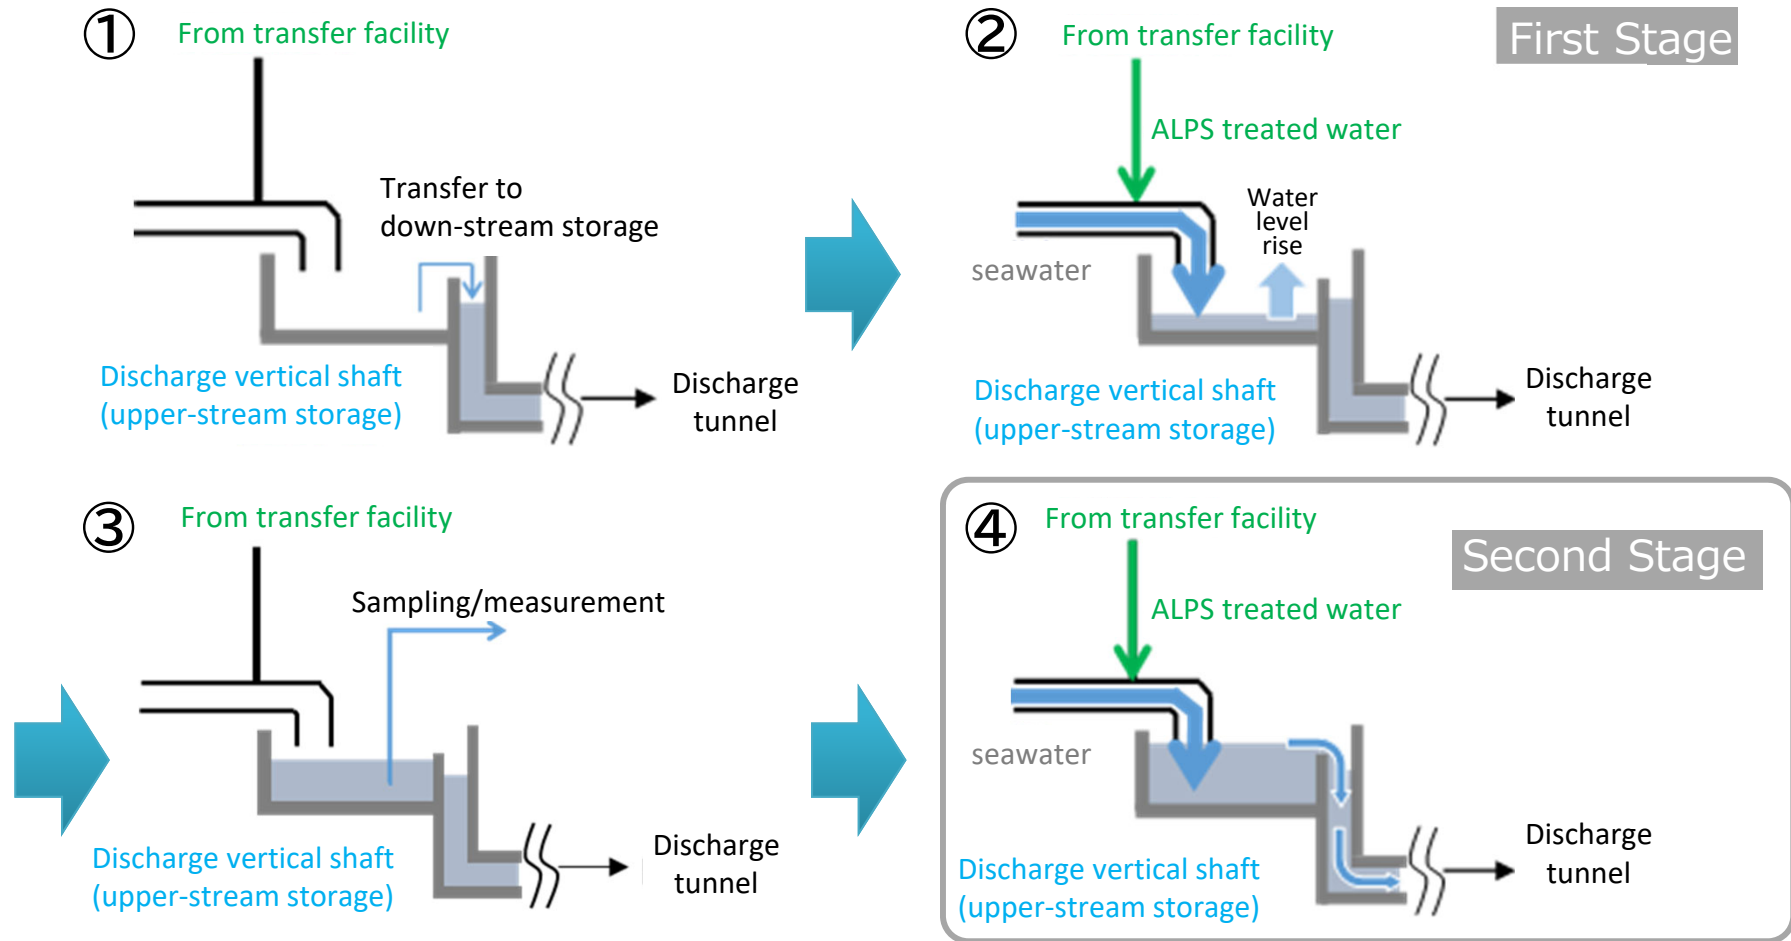 ①
From transfer facility
Transfer to
down-stream storage
Discharge vertical shaft
(upper-stream storage)
Discharge
tunnel
②
From transfer facility
First Stage
ALPS treated water
Water
level
rise
seawater
Discharge vertical shaft
(upper-stream storage)
Discharge
tunnel
③
From transfer facility
Sampling/measurement
Discharge vertical shaft
(upper-stream storage)
Discharge
tunnel
④
From transfer facility
Second Stage
ALPS treated water
seawater
Discharge vertical shaft
(upper-stream storage)
Discharge
tunnel